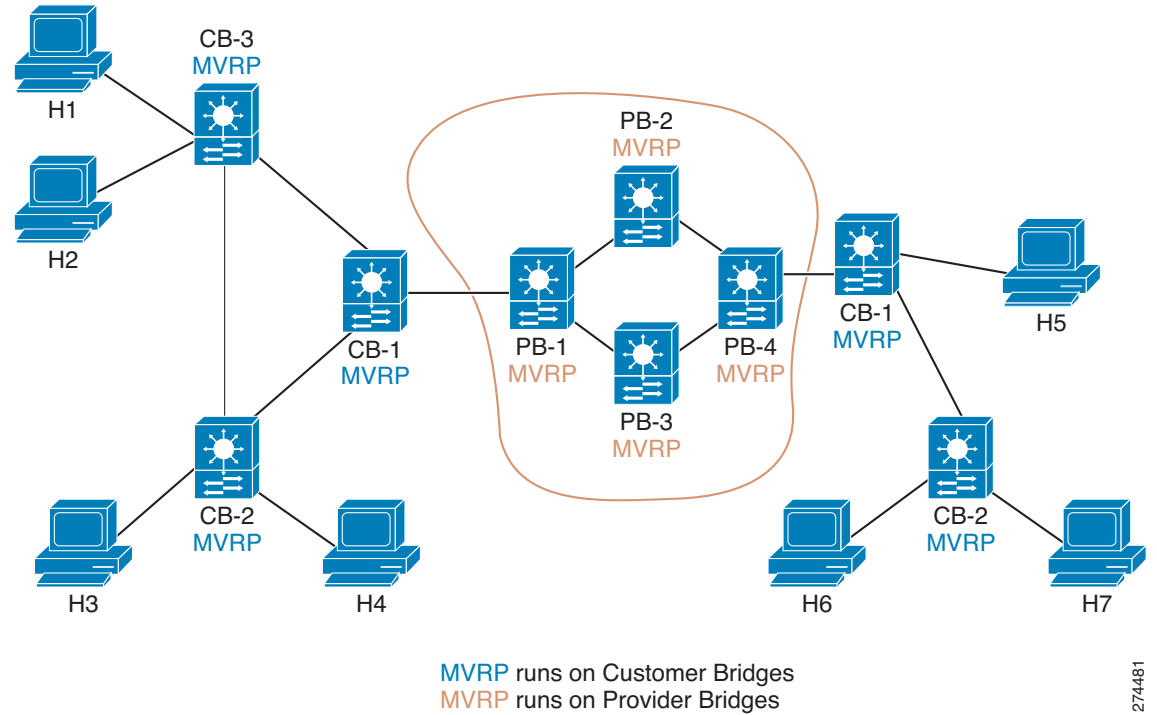 CB-3
MVRP
H1
H2
PB-2
MVRP
CB-1
MVRP
PB-1
MVRP
PB-4
MVRP
CB-1
MVRP
H5
PB-3
MVRP
CB-2
MVRP
H3
H4
CB-2
MVRP
H6
H7
MVRP runs on Customer Bridges
MVRP runs on Provider Bridges
274481